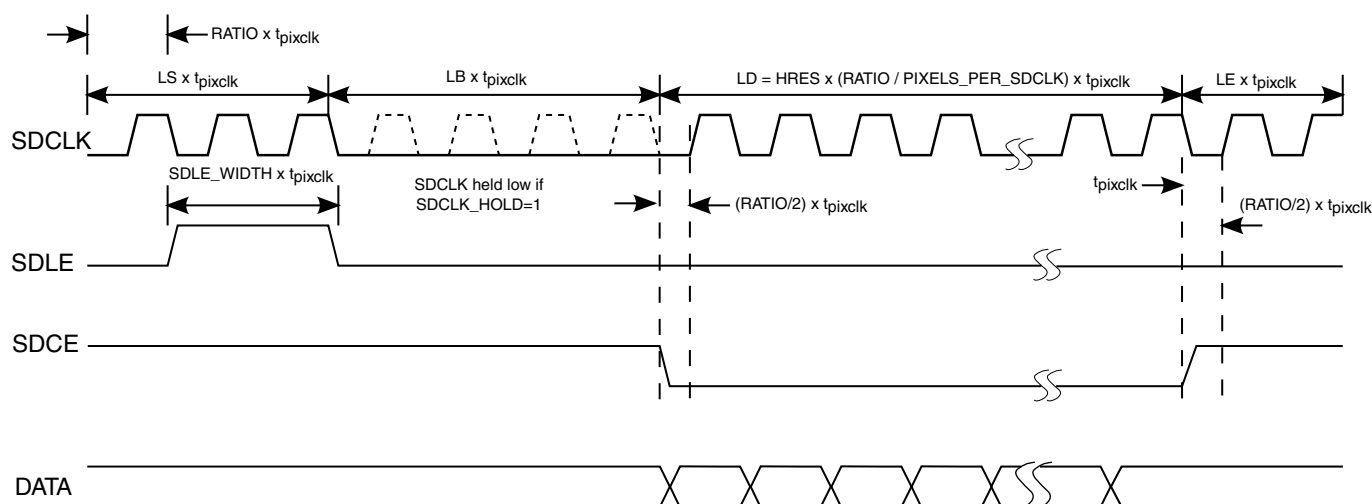 RATIO x tpixclk
LS x tpixclk
LB x tpixclk
LD = HRES x (RATIO / PIXELS_PER_SDCLK) x tpixclk
LE x tpixclk
SDCLK
SDLE_WIDTH x tpixclk
SDCLK held low if
SDCLK_HOLD=1
(RATIO/2) x tpixclk
tpixclk
(RATIO/2) x tpixclk
SDLE
SDCE
DATA